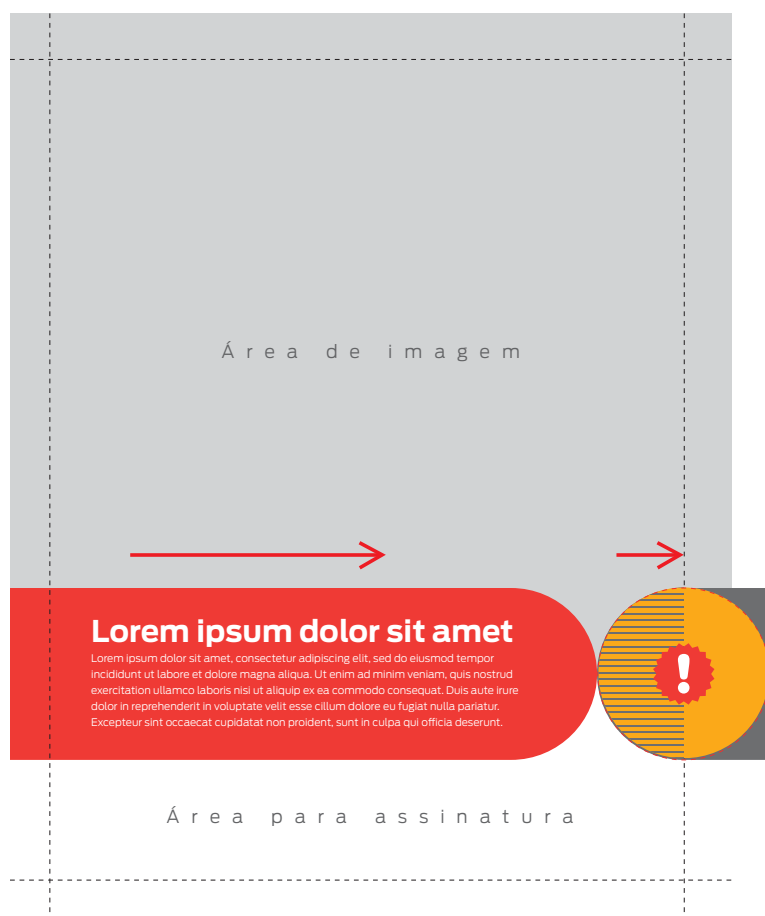 Área de imagem
Lorem ipsum dolor sit amet
Lorem ipsum dolor sit amet, consectetur adipiscing elit, sed do eiusmod tempor
incididunt ut labore et dolore magna aliqua. Ut enim ad minim veniam, quis nostrud
exercitation ullamco laboris nisi ut aliquip ex ea commodo consequat. Duis aute irure
dolor in reprehenderit in voluptate velit esse cillum dolore eu fugiat nulla pariatur.
Excepteur sint occaecat cupidatat non proident, sunt in culpa qui officia deserunt.
!
Área para assinatura